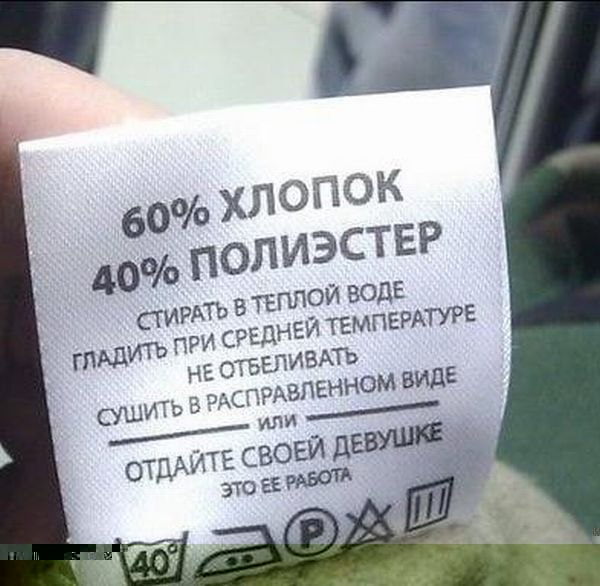 60% ХЛОПОК
40% ПОЛИЭСТЕР
СТИРАТЬ В ТЕПЛОЙ ВОДЕ
ГЛАДИТЬ ПРИ СРЕДНЕЙ ТЕМПЕРАТУРЕ
НЕ ОТБЕЛИВАТЬ
СУШИТЬ В РАСПРАВЛЕННОМ ВИДЕ
ИЛИ
ОТДАЙТЕ СВОЕЙ ДЕВУШКЕ
ЭТО ЕЕ РАБОТА
40° P